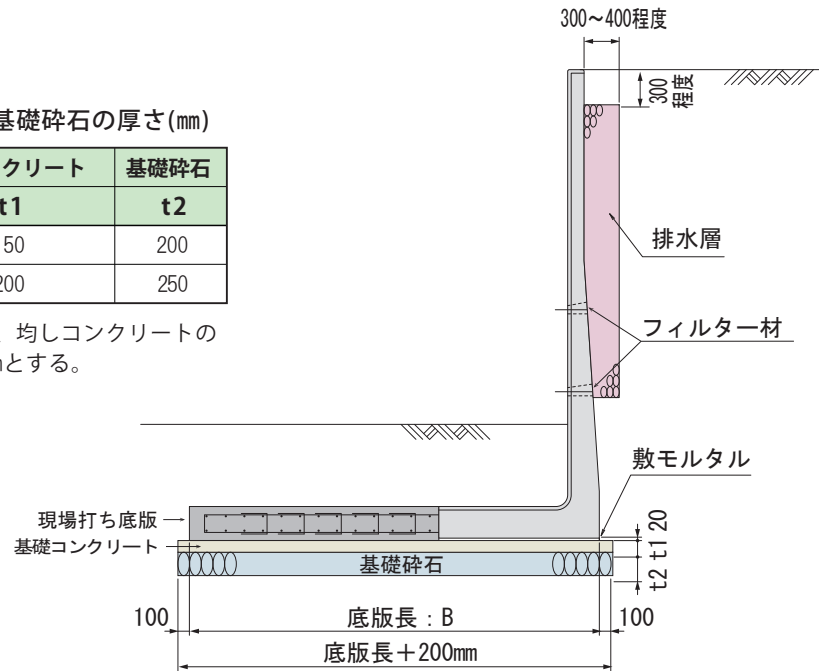 300～400程度
300
程度
基礎砕石の厚さ(㎜)
クリート 基礎砕石
t1 t2
50 200
200 250
均しコンクリートの
とする。
排水層
フィルター材
敷モルタル
現場打ち底版
基礎コンクリート
基礎砕石
20
t1
t2
100 底版長：B 100
底版長＋200㎜